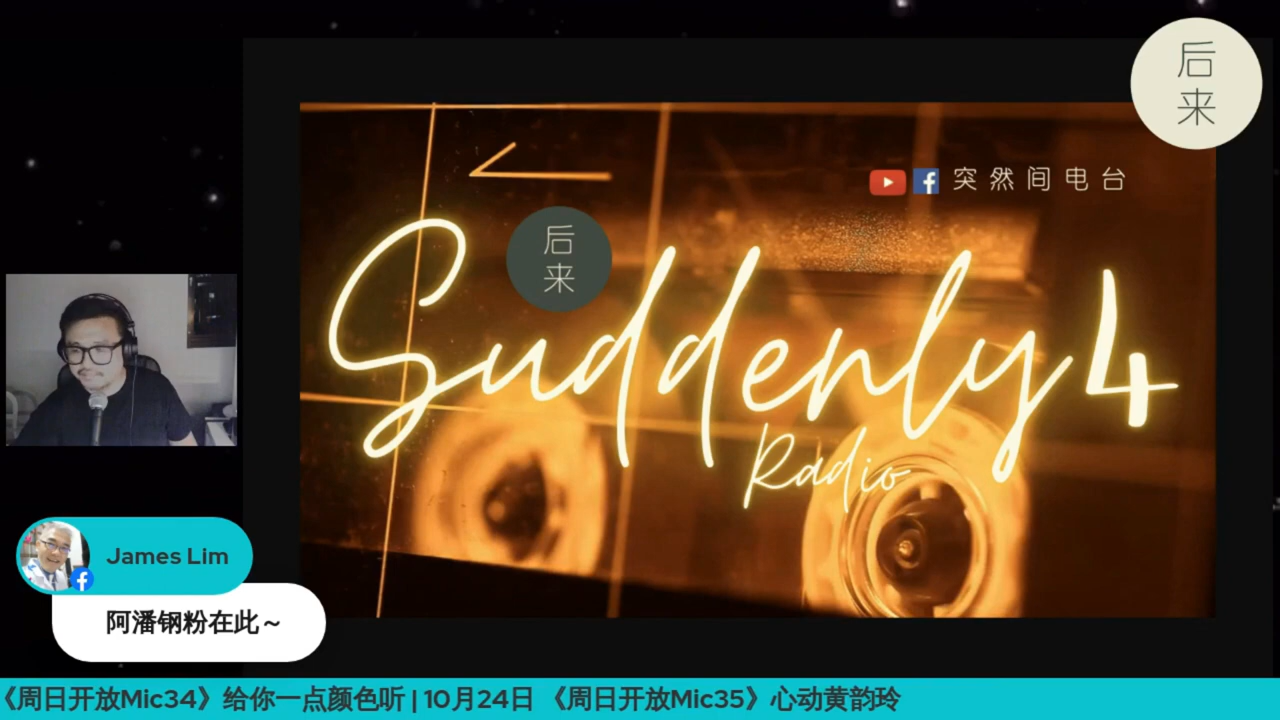 后
来
突然间电台
后
来
Suddenly4
Radio
James Lim
阿潘钢粉在此～
《周日开放Mic34》给你一点颜色听 | 10月24日 《周日开放Mic35》心动黄韵玲